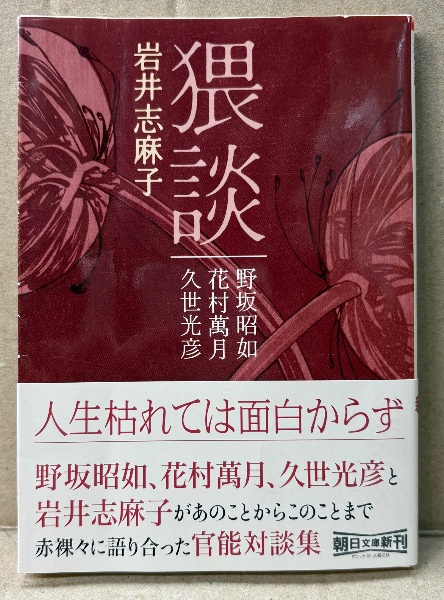 猥談
岩井志麻子
野坂昭如
花村萬月
久世光彦
人生枯れては面白からず
野坂昭如、花村萬月、久世光彦と
岩井志麻子があのことからこのことまで
赤裸々に語り合った官能対談集
朝日文庫新刊